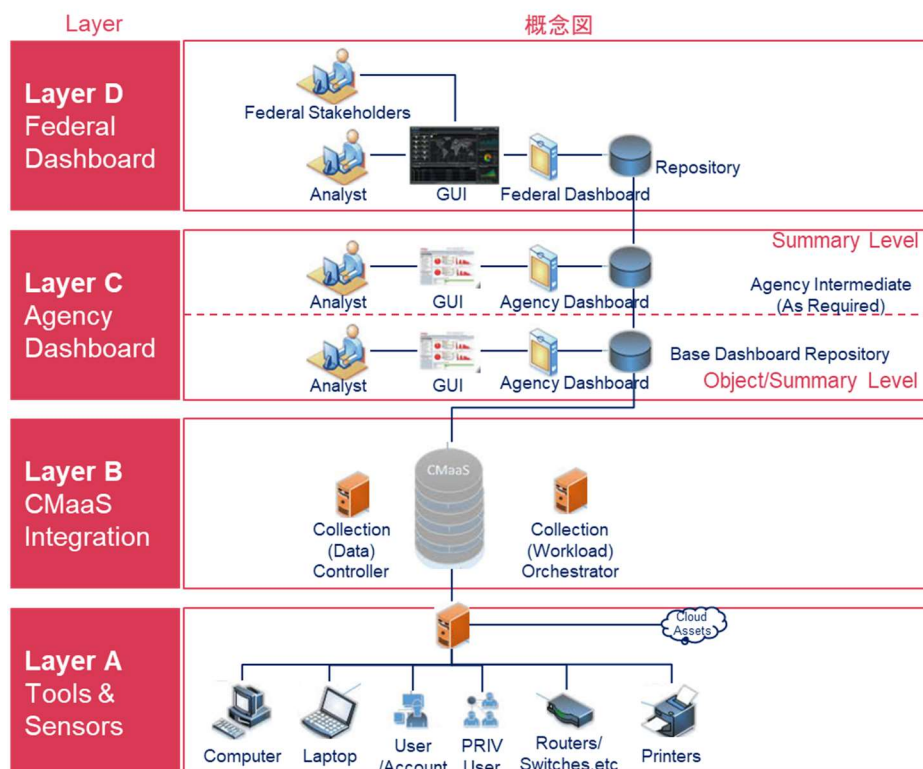 Layer
概念図
Layer D
Federal
Dashboard
Federal Stakeholders
Analyst
GUI
Federal Dashboard
Repository
Layer C
Agency
Dashboard
Summary Level
Analyst
GUI
Agency Dashboard
Agency Intermediate
(As Required)
Analyst
GUI
Agency Dashboard
Base Dashboard Repository
Object/Summary Level
Layer B
CMaaS
Integration
CMaaS
Collection
(Data)
Controller
Collection
(Workload)
Orchestrator
Layer A
Tools &
Sensors
Cloud
Assets
Computer
Laptop
User
/Account
PRIV
User
Routers/
Switches,etc
Printers